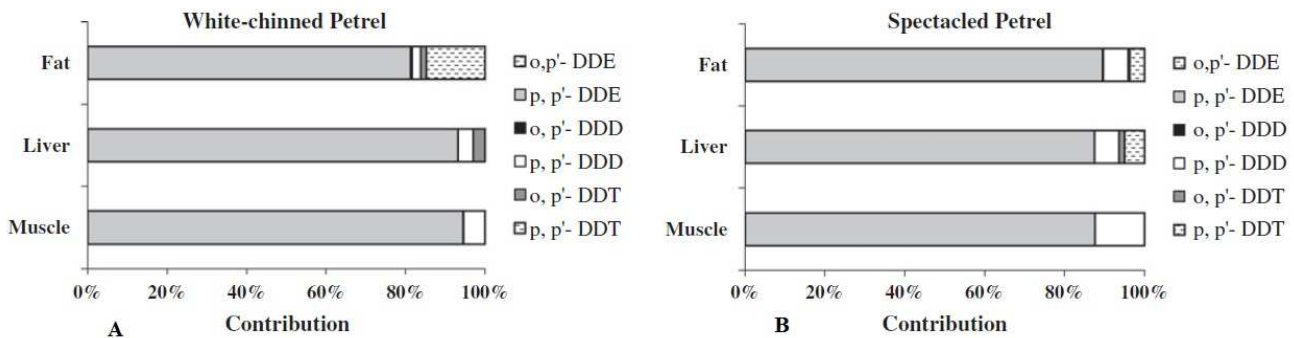 White-chinned Petrel
Fat
Liver
Muscle
0% 20% 40% 60% 80% 100%
A Contribution
o,p'- DDE
p, p'- DDE
o, p'- DDD
p, p'- DDD
o, p'- DDT
p, p'- DDT
Spectacled Petrel
Fat
Liver
Muscle
0% 20% 40% 60% 80% 100%
B Contribution
o,p'- DDE
p, p'- DDE
o, p'- DDD
p, p'- DDD
o, p'- DDT
p, p'- DDT